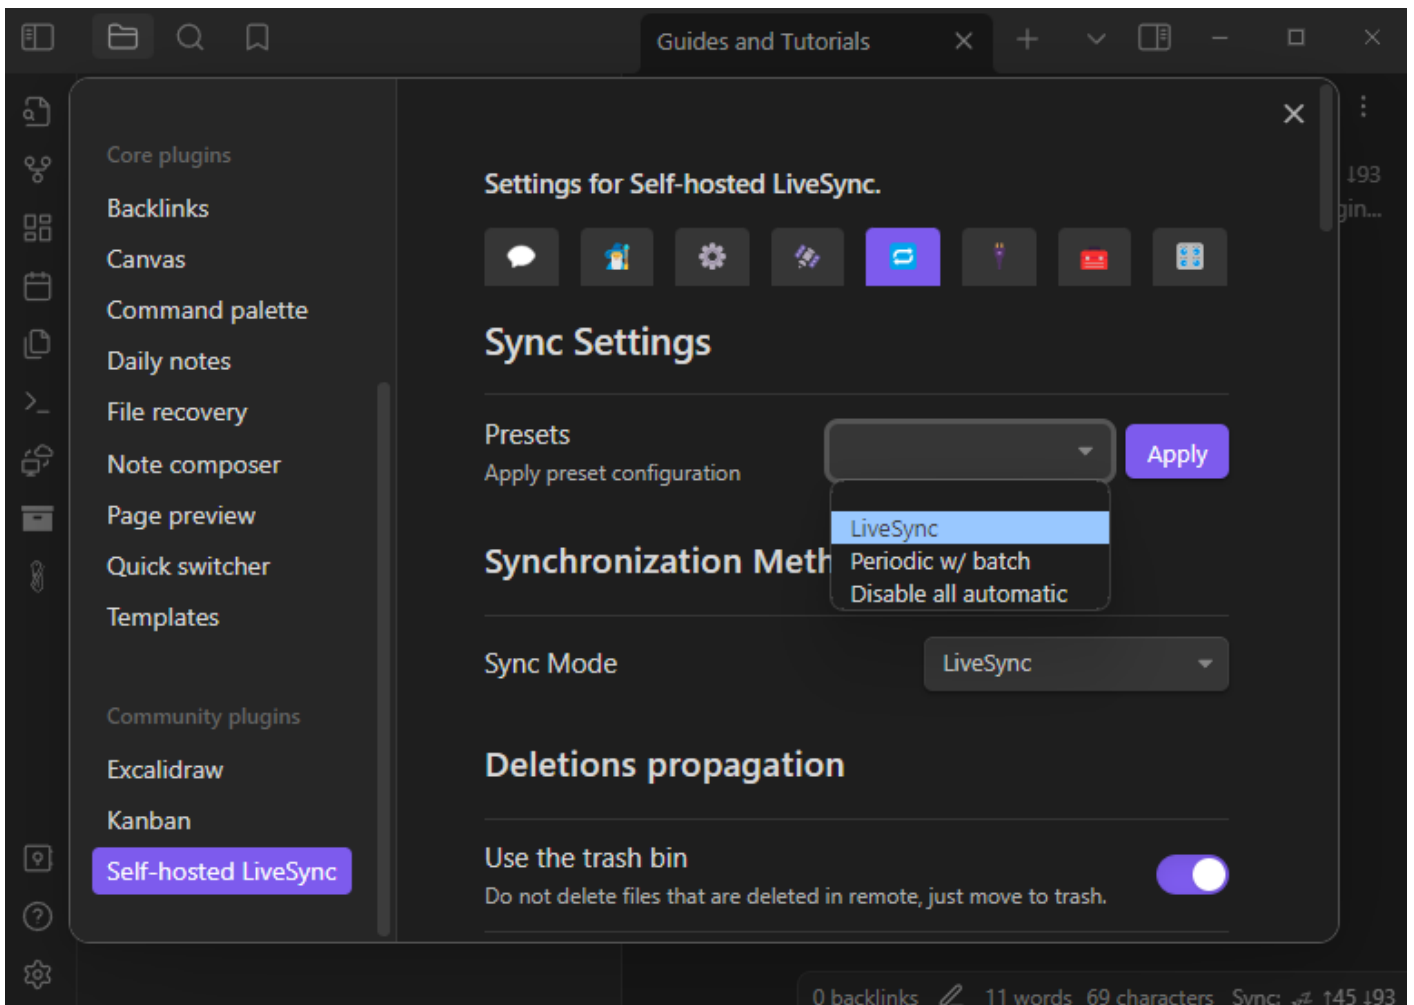 Guides and Tutorials
Core plugins
Backlinks
Canvas
Command palette
Daily notes
File recovery
Note composer
Page preview
Quick switcher
Templates
Community plugins
Excalidraw
Kanban
Self-hosted LiveSync
Settings for Self-hosted LiveSync.
Sync Settings
Presets
Apply preset configuration
Apply
LiveSync
Periodic w/ batch
Disable all automatic
Synchronization Meth
Sync Mode
LiveSync
Deletions propagation
Use the trash bin
Do not delete files that are deleted in remote, just move to trash.
↓93
gin...
0 backlinks 11 words 69 characters Sync: ↑45 ↓93